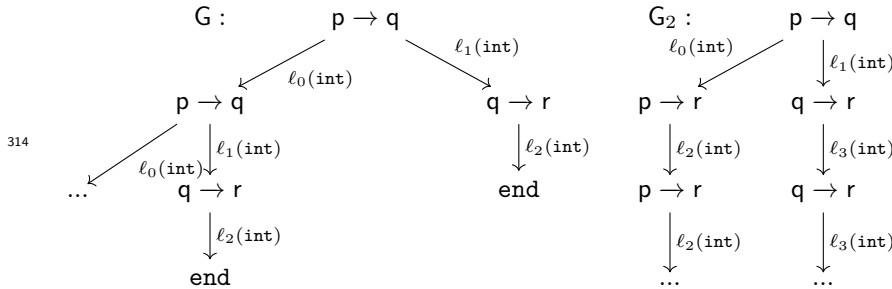 G : p → q G₂ : p → q
ℓ₀(int) ℓ₁(int) ℓ₀(int) ℓ₁(int)
p → q q → r p → r q → r
314
ℓ₀(int) ℓ₁(int) ℓ₂(int) ℓ₂(int) ℓ₃(int)
... q → r end p → r q → r
ℓ₂(int) ℓ₂(int) ℓ₃(int)
end ... ...